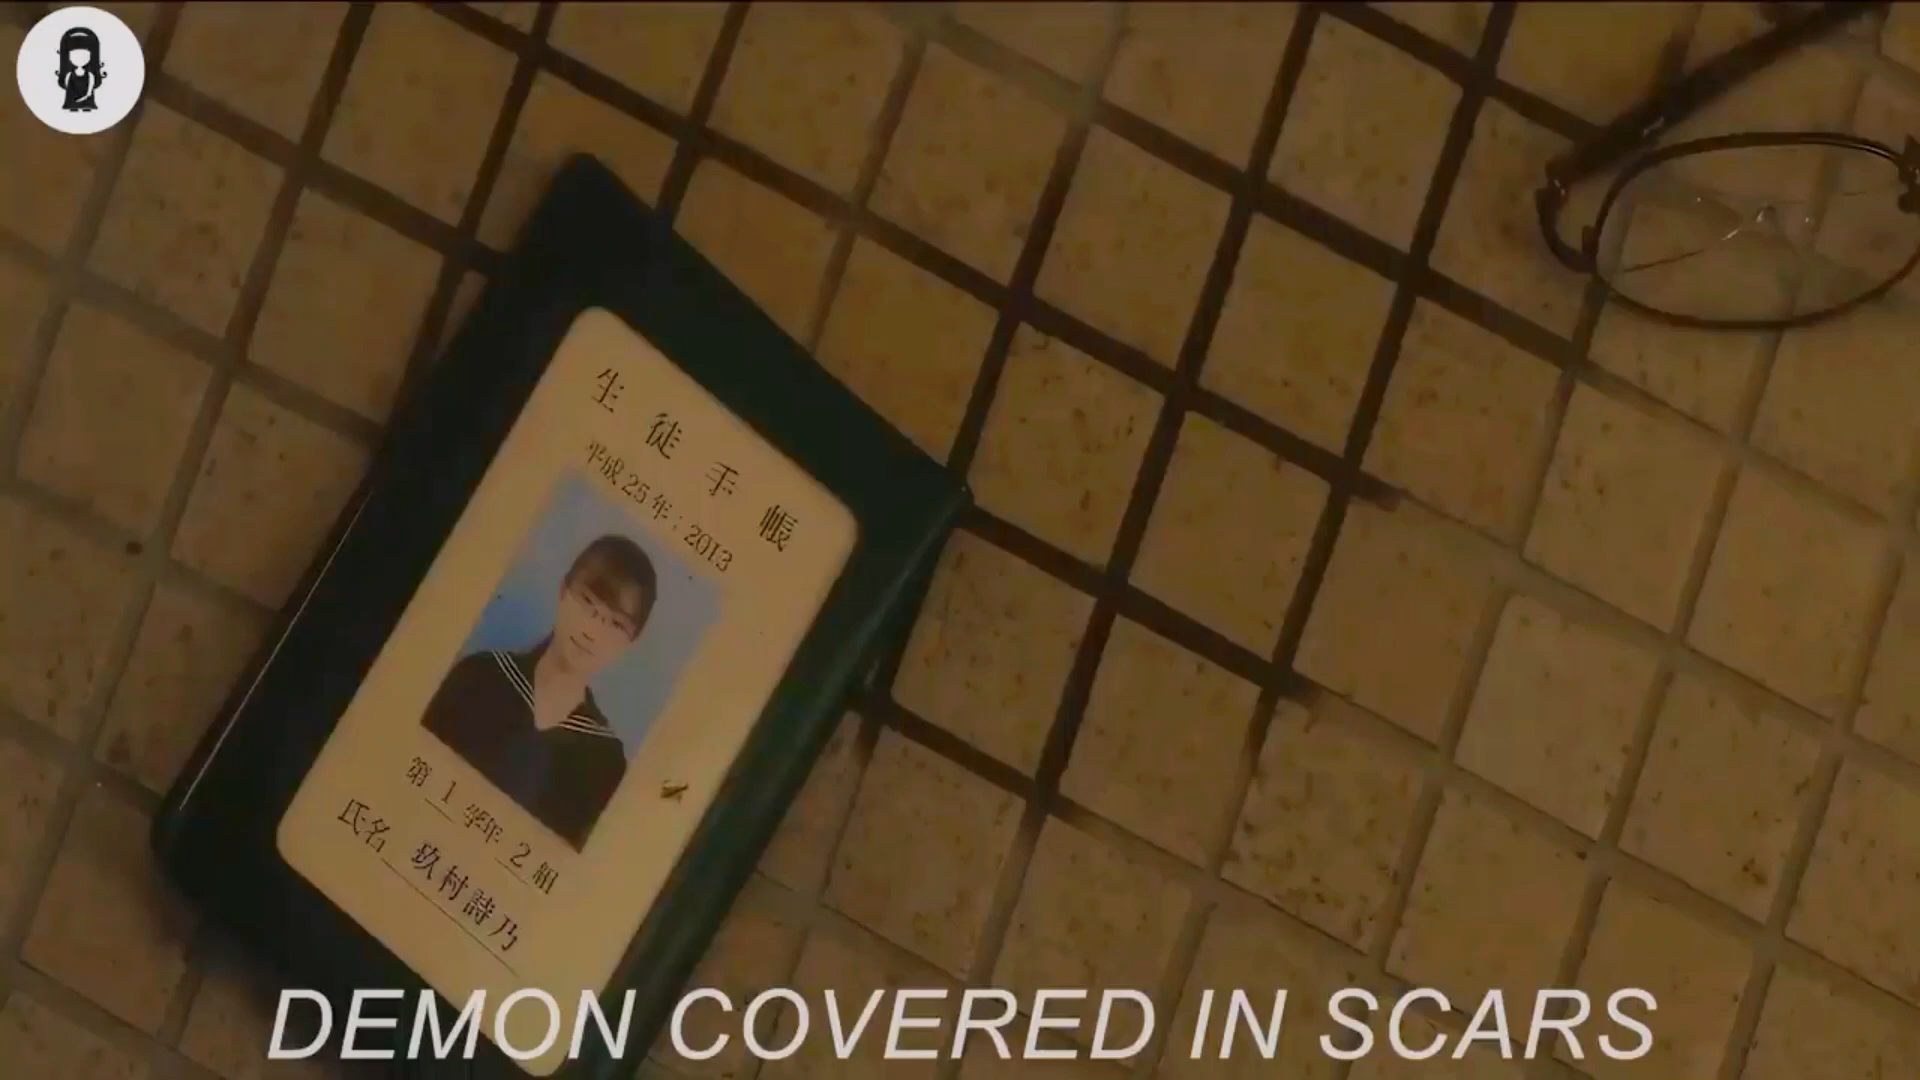 生徒手帳
平成25年:2013
第 1 学年 2 組
氏名 玖村詩乃
DEMON COVERED IN SCARS